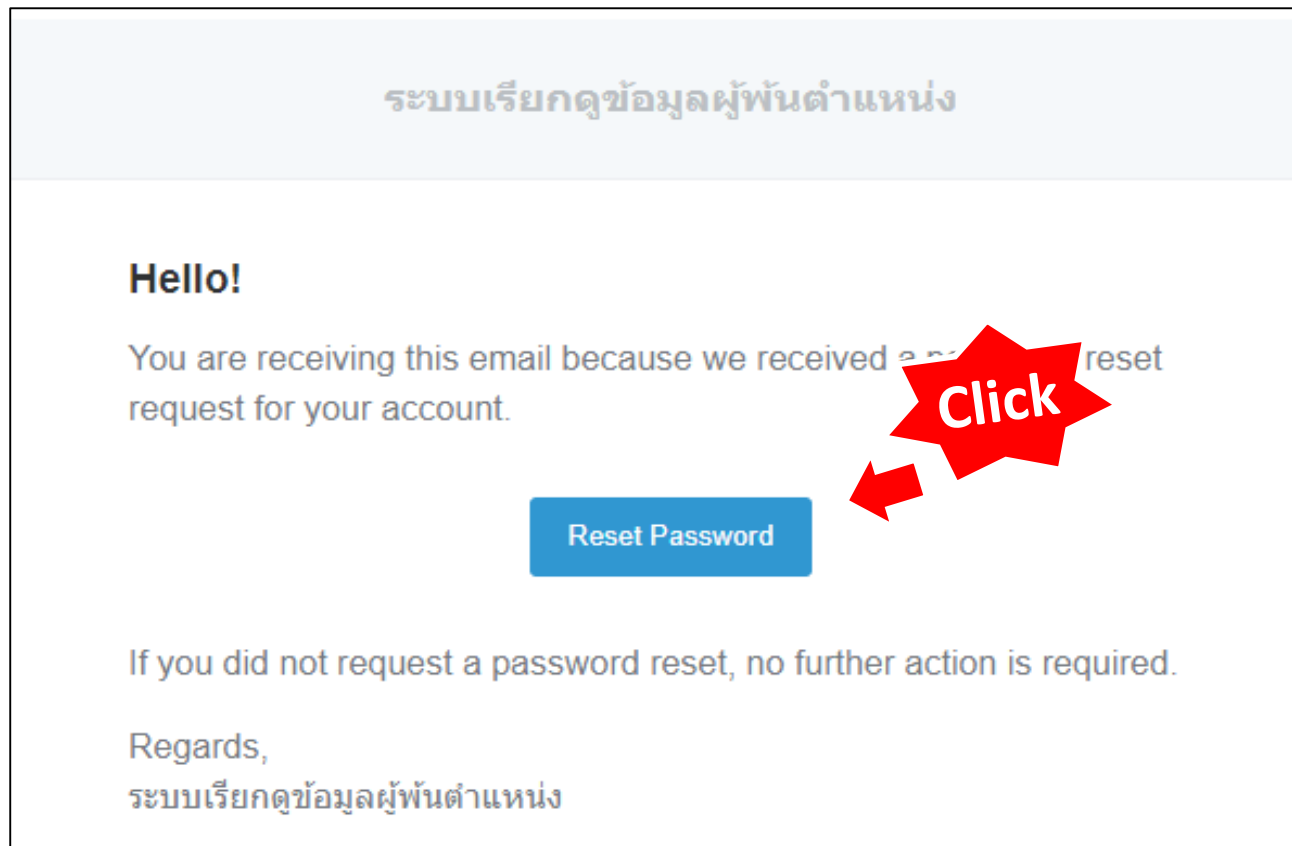 ระบบเรียกดูข้อมูลผู้พ้นตำแหน่ง
Hello!
You are receiving this email because we received a reset
request for your account.
Click
Reset Password
If you did not request a password reset, no further action is required.
Regards,
ระบบเรียกดูข้อมูลผู้พ้นตำแหน่ง